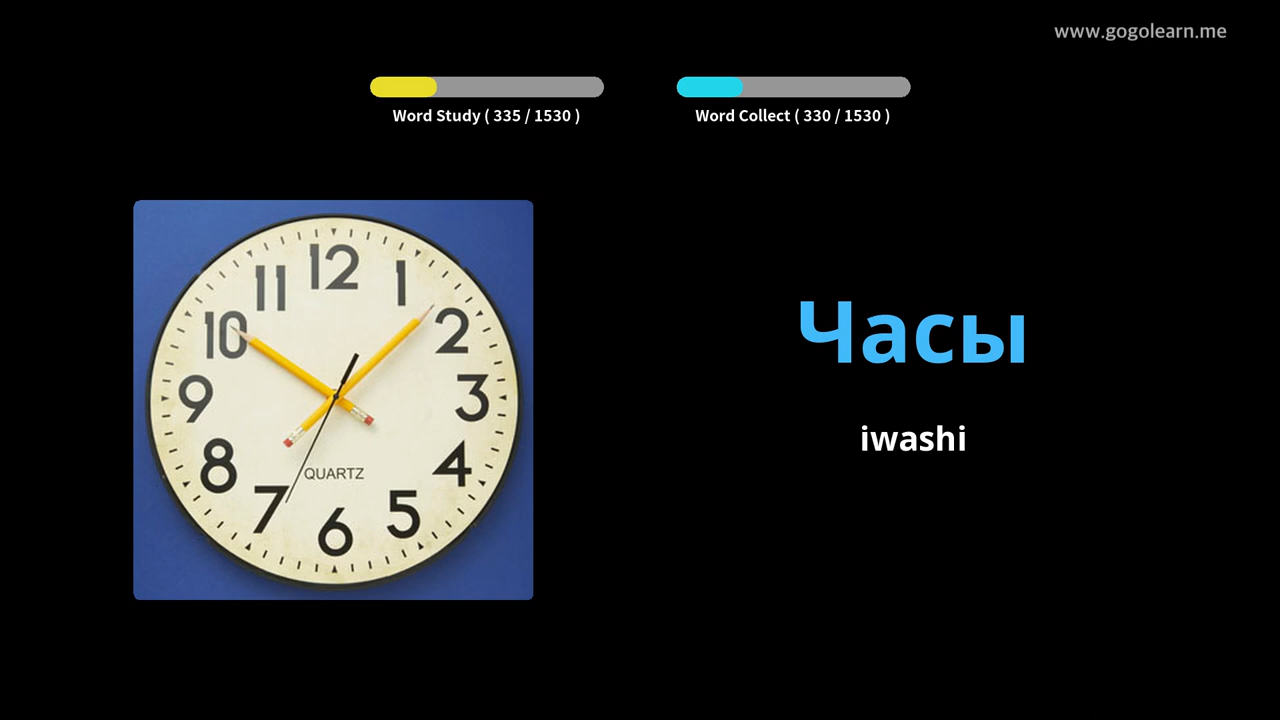 www.gogolearn.me
Word Study ( 335 / 1530 )
Word Collect ( 330 / 1530 )
12
11
1
10
2
9
3
8
4
QUARTZ
7
5
6
Часы
iwashi